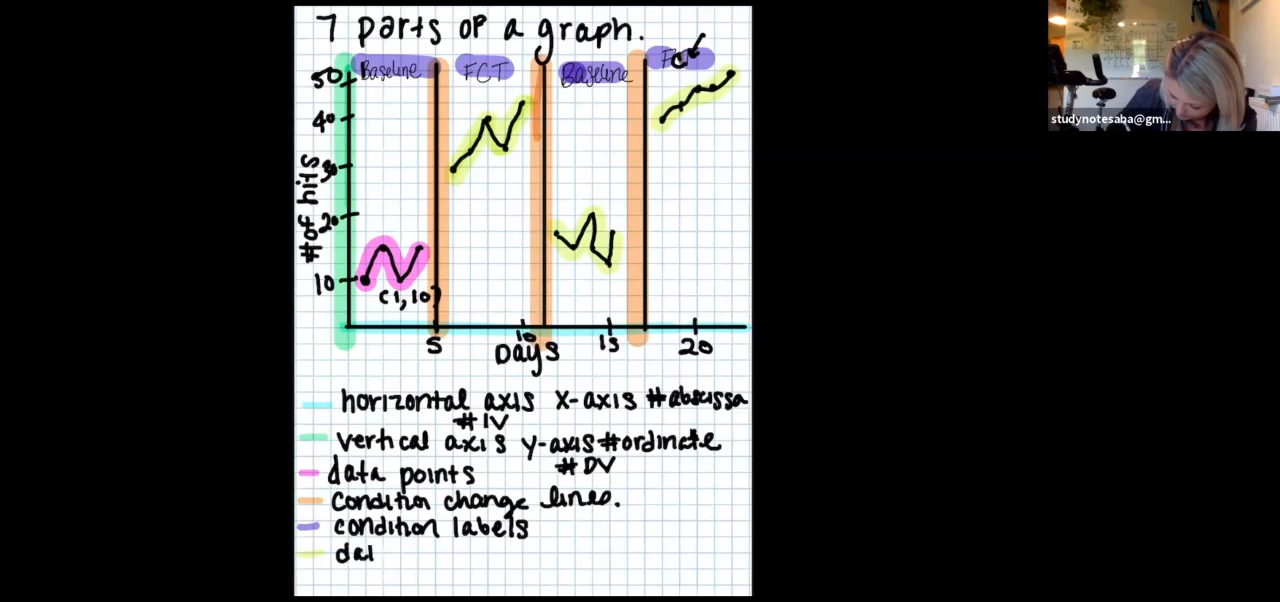 7 parts of a graph.
Baseline FCT Baseline FCT
50
40
30
20
10
# of hits
(1, 10)
5 10 15 20
Days
horizontal axis x-axis #abscissa
# IV
vertical axis y-axis #ordinate
# DV
data points
Condition change lines.
condition labels
dat
studynotesaba@gm...